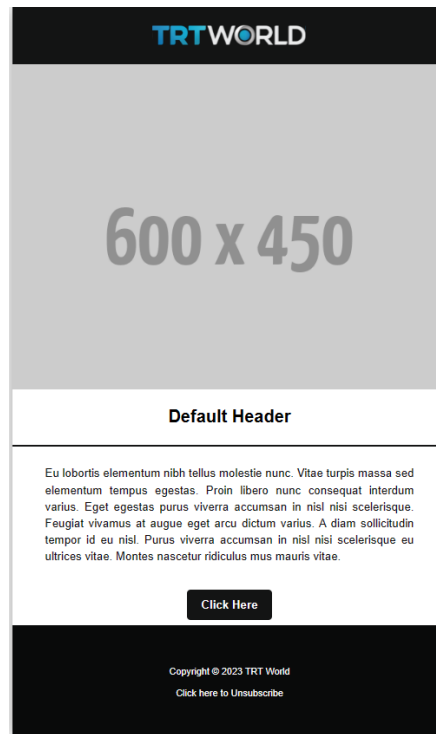 TRTWORLD
600 x 450
Default Header
Eu lobortis elementum nibh tellus molestie nunc. Vitae turpis massa sed
elementum tempus egestas. Proin libero nunc consequat interdum
varius. Eget egestas purus viverra accumsan in nisl nisi scelerisque.
Feugiat vivamus at augue eget arcu dictum varius. A diam sollicitudin
tempor id eu nisl. Purus viverra accumsan in nisl nisi scelerisque eu
ultrices vitae. Montes nascetur ridiculus mus mauris vitae.
Click Here
Copyright © 2023 TRT World
Click here to Unsubscribe